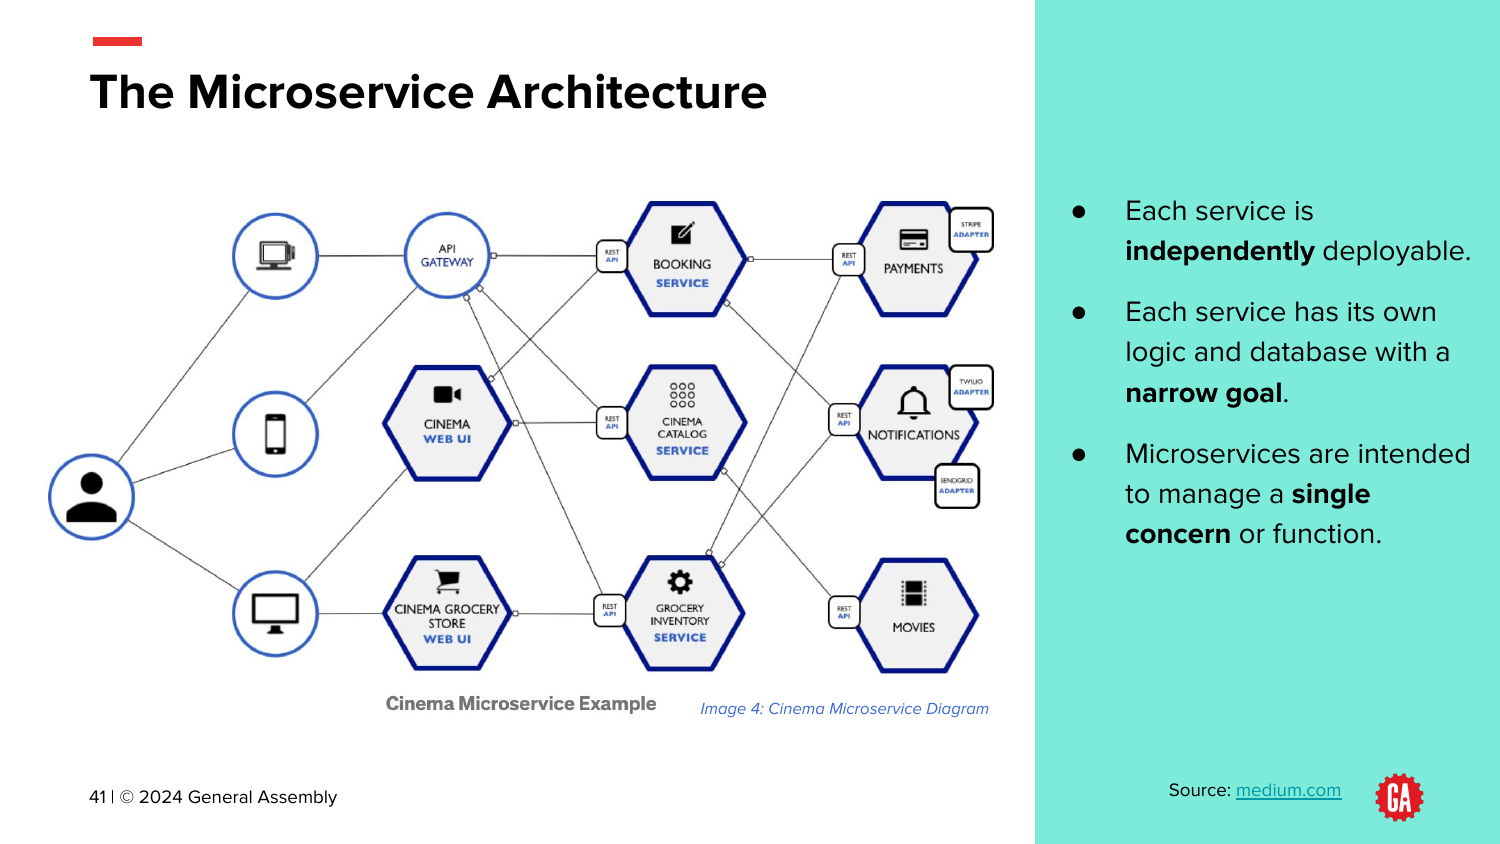 The Microservice Architecture
API
GATEWAY
REST
API
BOOKING
SERVICE
REST
API
PAYMENTS
STRIPE
ADAPTER
CINEMA
WEB UI
REST
API
CINEMA
CATALOG
SERVICE
REST
API
NOTIFICATIONS
TWILIO
ADAPTER
SENDGRID
ADAPTER
CINEMA GROCERY
STORE
WEB UI
REST
API
GROCERY
INVENTORY
SERVICE
REST
API
MOVIES
Cinema Microservice Example
Image 4: Cinema Microservice Diagram
● Each service is
independently deployable.
● Each service has its own
logic and database with a
narrow goal.
● Microservices are intended
to manage a single
concern or function.
41 | © 2024 General Assembly
Source: medium.com
GA